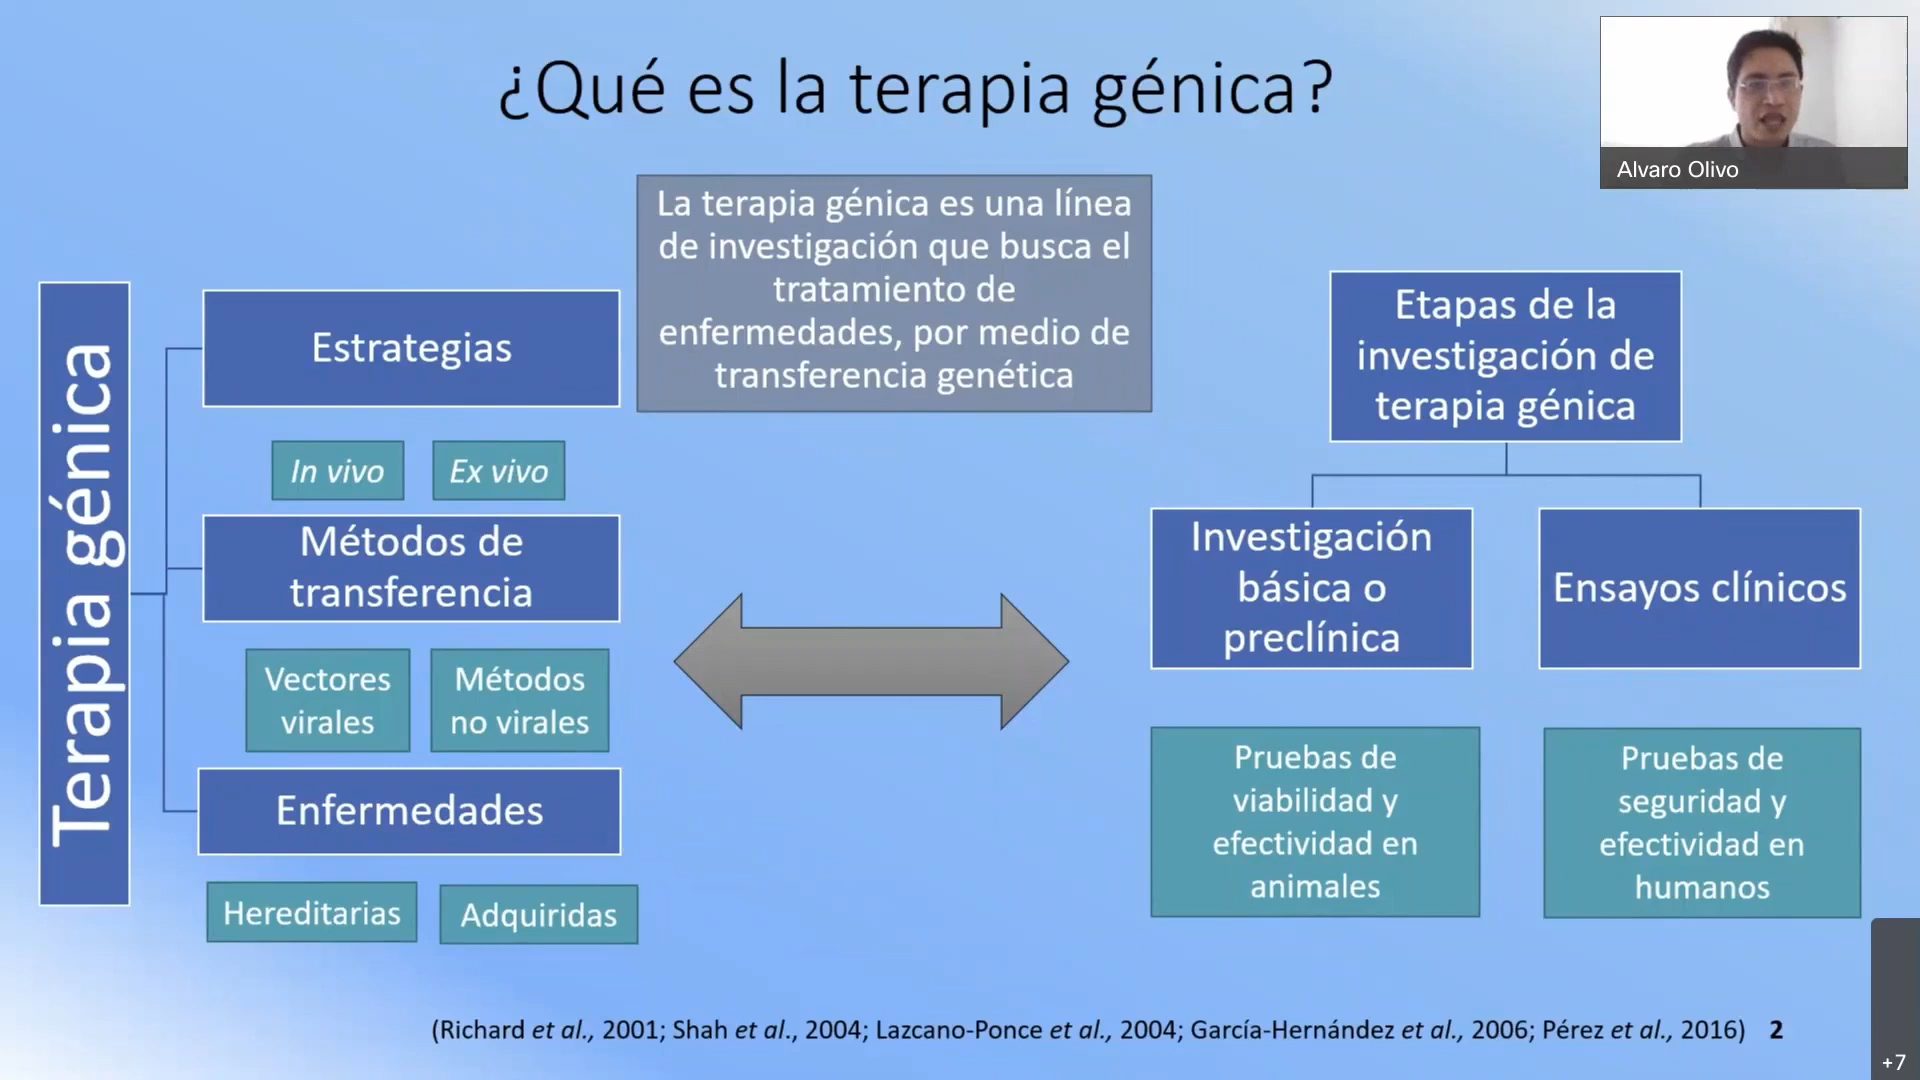 ¿Qué es la terapia génica?
Alvaro Olivo
La terapia génica es una línea
de investigación que busca el
tratamiento de
enfermedades, por medio de
transferencia genética
Terapia génica
Estrategias
In vivo
Ex vivo
Métodos de
transferencia
Vectores
virales
Métodos
no virales
Enfermedades
Hereditarias
Adquiridas
Etapas de la
investigación de
terapia génica
Investigación
básica o
preclínica
Ensayos clínicos
Pruebas de
viabilidad y
efectividad en
animales
Pruebas de
seguridad y
efectividad en
humanos
(Richard et al., 2001; Shah et al., 2004; Lazcano-Ponce et al., 2004; García-Hernández et al., 2006; Pérez et al., 2016) 2
+7